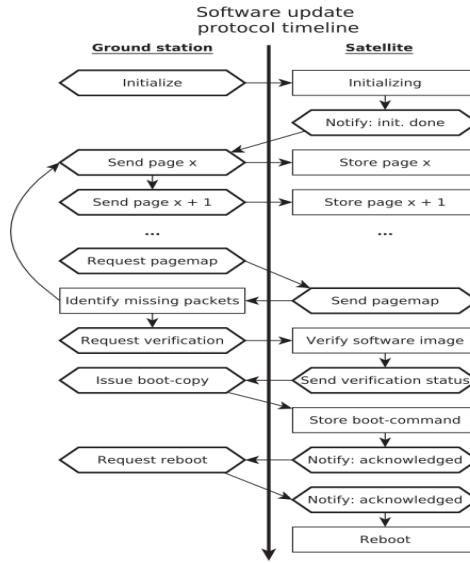 Software update
protocol timeline
Ground station
Satellite
Initialize
Initializing
Notify: init. done
Send page x
Store page x
Send page x + 1
Store page x + 1
...
...
Request pagemap
Send pagemap
Identify missing packets
Request verification
Verify software image
Send verification status
Issue boot-copy
Store boot-command
Notify: acknowledged
Request reboot
Notify: acknowledged
Reboot